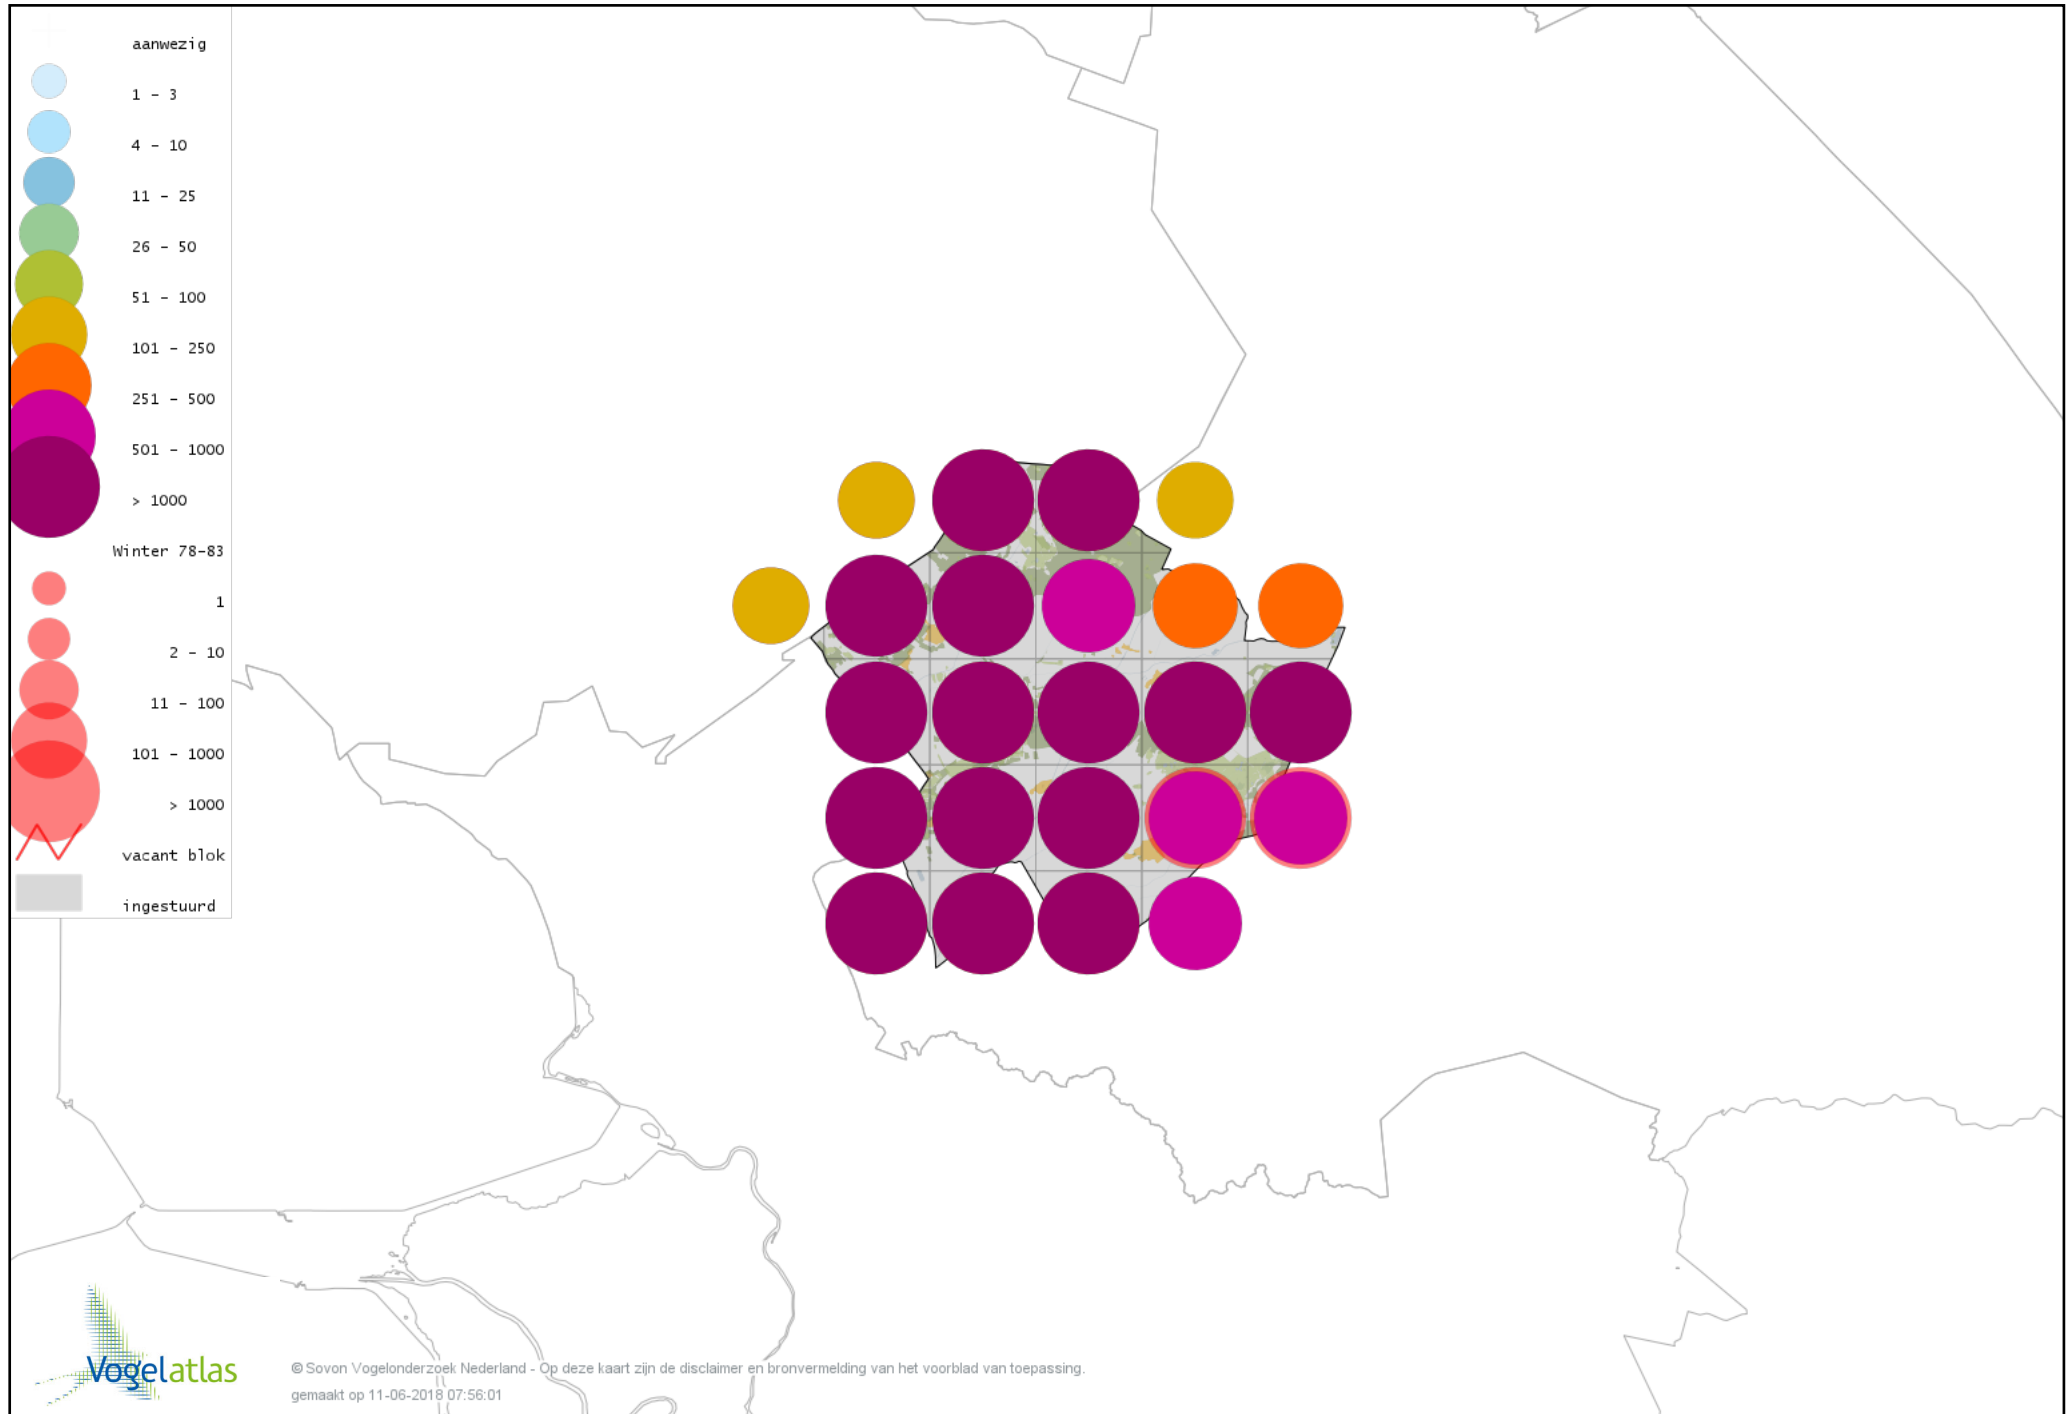 aanwezig
1 – 3
4 – 10
11 – 25
26 – 50
51 – 100
101 – 250
251 – 500
501 – 1000
> 1000
Winter 78-83
1
2 – 10
11 – 100
101 – 1000
> 1000
vacant blok
ingestuurd
Vogelatlas
© Sovon Vogelonderzoek Nederland - Op deze kaart zijn de disclaimer en bronvermelding van het voorblad van toepassing.
gemaakt op 11-06-2018 07:56:01